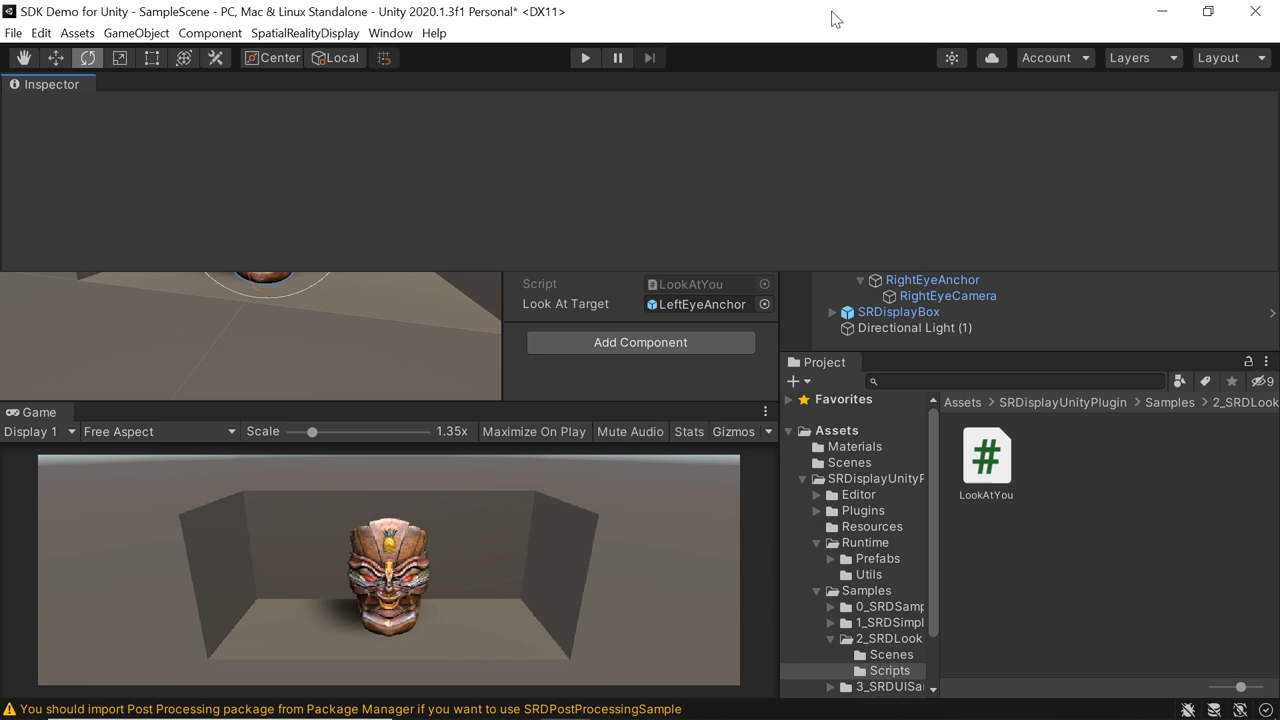 SDK Demo for Unity - SampleScene - PC, Mac & Linux Standalone - Unity 2020.1.3f1 Personal* <DX11>
File Edit Assets GameObject Component SpatialRealityDisplay Window Help
Center Local Account Layers Layout
Inspector
Script LookAtYou
Look At Target LeftEyeAnchor
Add Component
RightEyeAnchor
RightEyeCamera
SRDisplayBox
Directional Light (1)
Project
9
Favorites
Assets > SRDisplayUnityPlugin > Samples > 2_SRDLook
Assets
Materials
Scenes
SRDisplayUnityP
Editor
Plugins
Resources
Runtime
Prefabs
Utils
Samples
0_SRDSamp
1_SRDSimpl
2_SRDLook
Scenes
Scripts
3_SRDUISa
#
LookAtYou
Game
Display 1 Free Aspect Scale 1.35x Maximize On Play Mute Audio Stats Gizmos
You should import Post Processing package from Package Manager if you want to use SRDPostProcessingSample